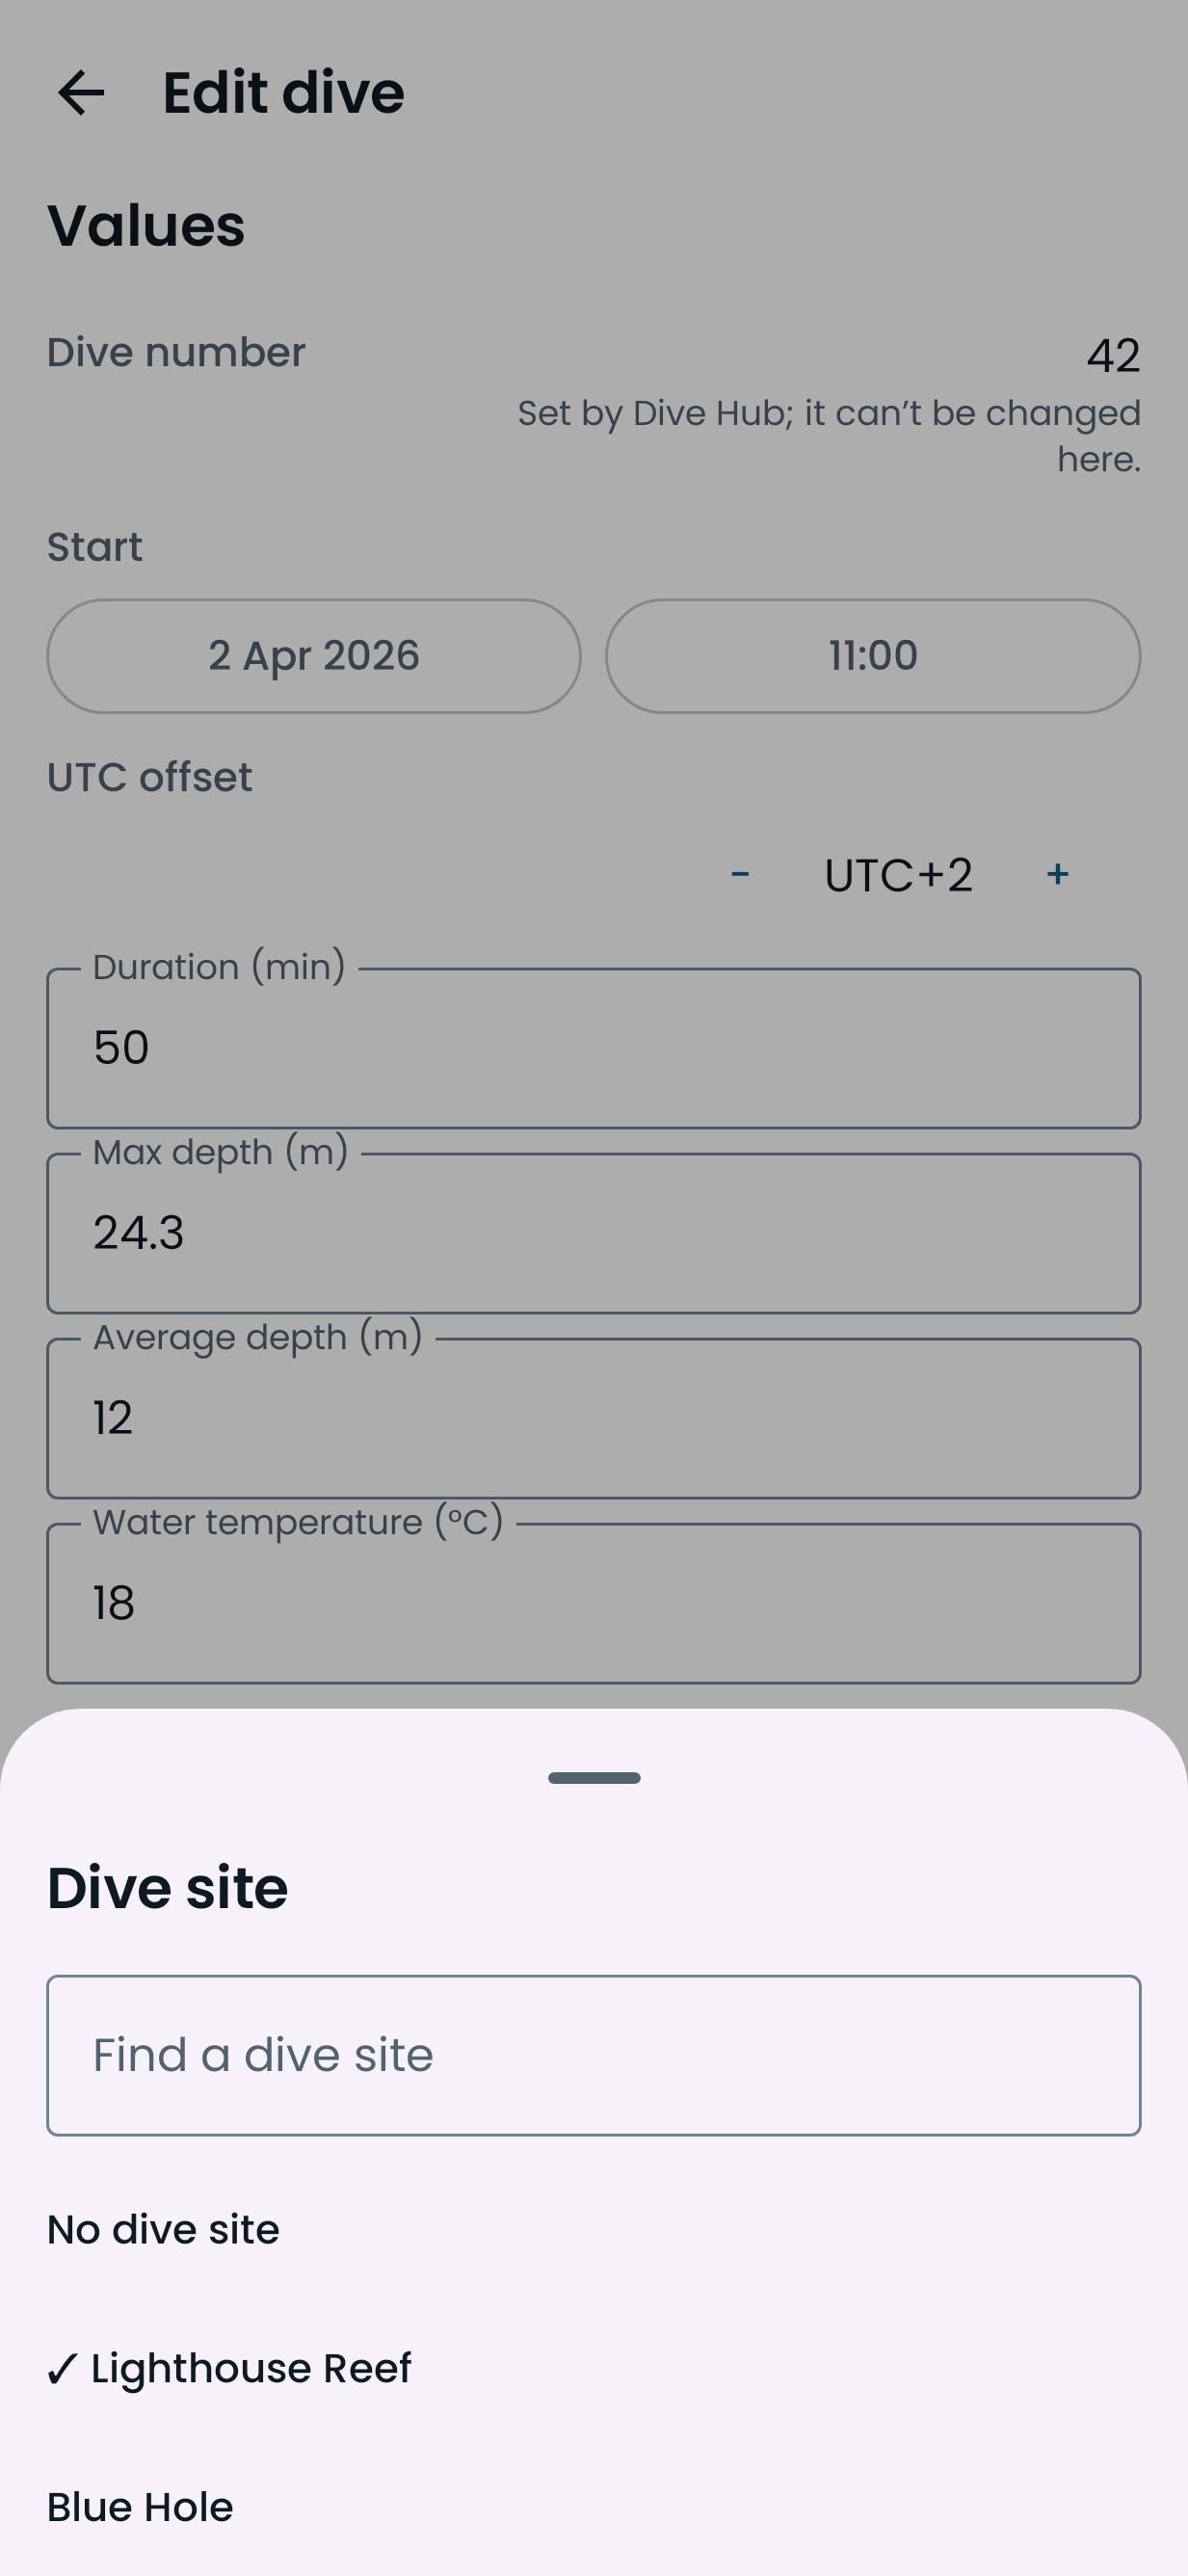 Edit dive
Values
Dive number
42
Set by Dive Hub; it can’t be changed
here.
Start
2 Apr 2026
11:00
UTC offset
- UTC+2 +
Duration (min)
50
Max depth (m)
24.3
Average depth (m)
12
Water temperature (°C)
18
Dive site
Find a dive site
No dive site
✓ Lighthouse Reef
Blue Hole